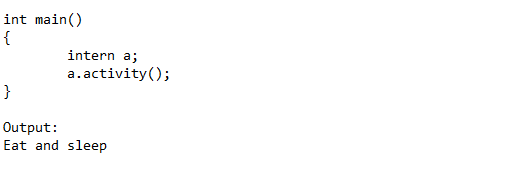 int main()
{
        intern a;
        a.activity();
}

Output:
Eat and sleep